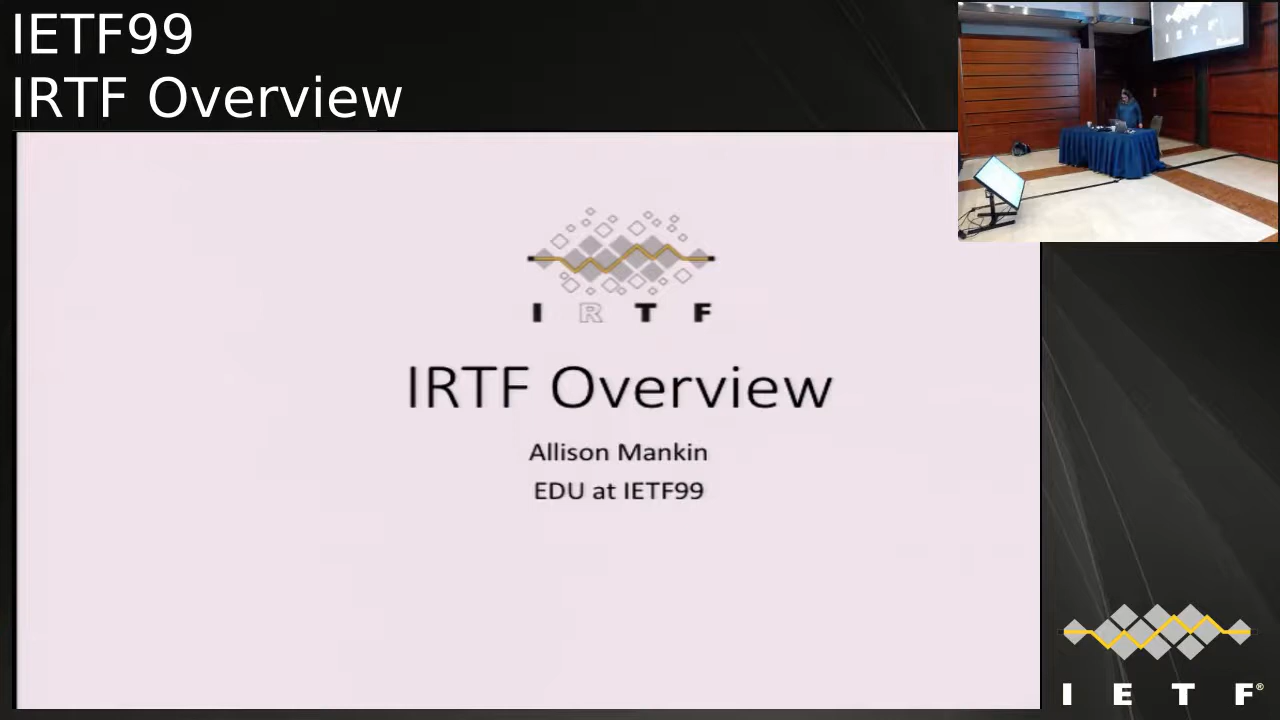 IETF99
IRTF Overview
I E T F
I R T F
IRTF Overview
Allison Mankin
EDU at IETF99
I E T F®